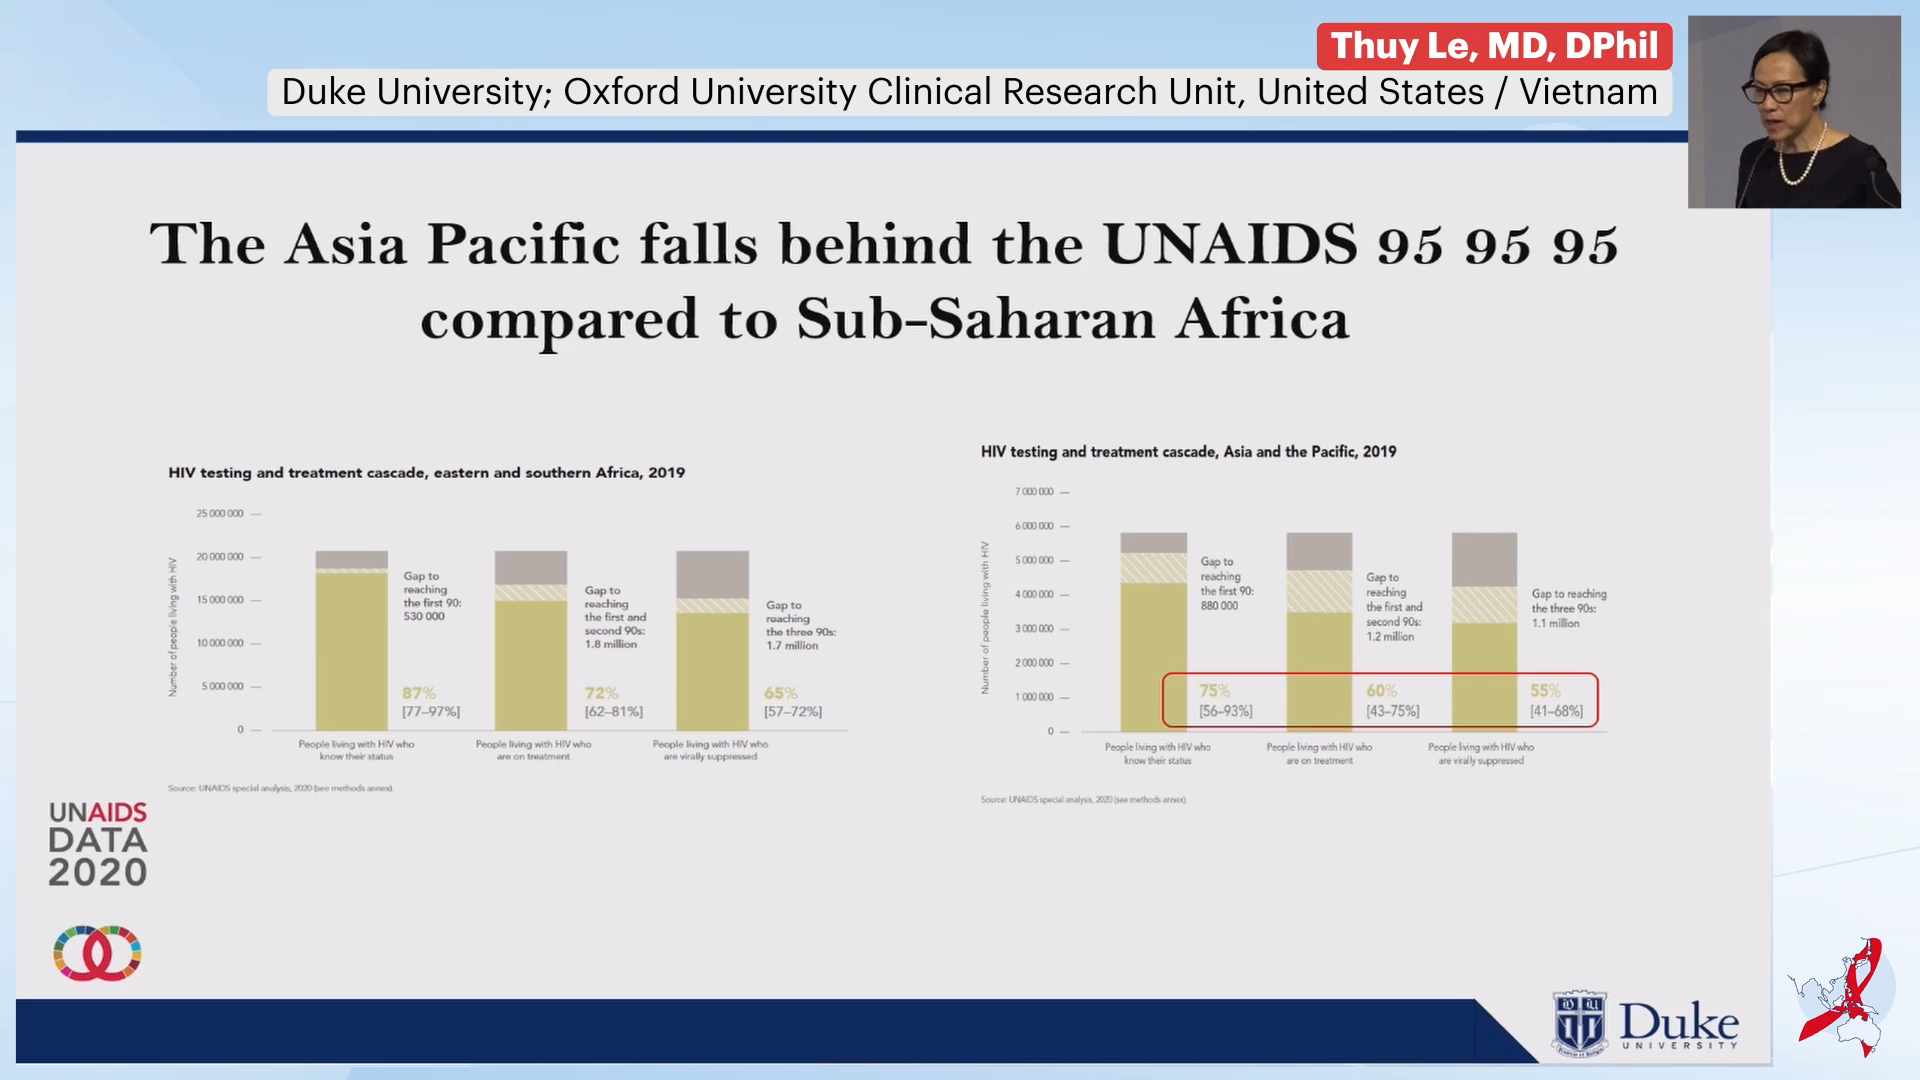 Thuy Le, MD, DPhil
Duke University; Oxford University Clinical Research Unit, United States / Vietnam
The Asia Pacific falls behind the UNAIDS 95 95 95
compared to Sub-Saharan Africa
HIV testing and treatment cascade, eastern and southern Africa, 2019
Number of people living with HIV
25 000 000
20 000 000
15 000 000
10 000 000
5 000 000
0
Gap to
reaching
the first 90:
530 000
87%
[77–97%]
Gap to
reaching
the first and
second 90s:
1.8 million
72%
[62–81%]
Gap to
reaching
the three 90s:
1.7 million
65%
[57–72%]
People living with HIV who
know their status
People living with HIV who
are on treatment
People living with HIV who
are virally suppressed
Source: UNAIDS special analysis, 2020 (see methods annex).
HIV testing and treatment cascade, Asia and the Pacific, 2019
Number of people living with HIV
7 000 000
6 000 000
5 000 000
4 000 000
3 000 000
2 000 000
1 000 000
0
Gap to
reaching
the first 90:
880 000
75%
[56–93%]
Gap to
reaching
the first and
second 90s:
1.2 million
60%
[43–75%]
Gap to reaching
the three 90s:
1.1 million
55%
[41–68%]
People living with HIV who
know their status
People living with HIV who
are on treatment
People living with HIV who
are virally suppressed
Source: UNAIDS special analysis, 2020 (see methods annex).
UNAIDS
DATA
2020
Duke
UNIVERSITY